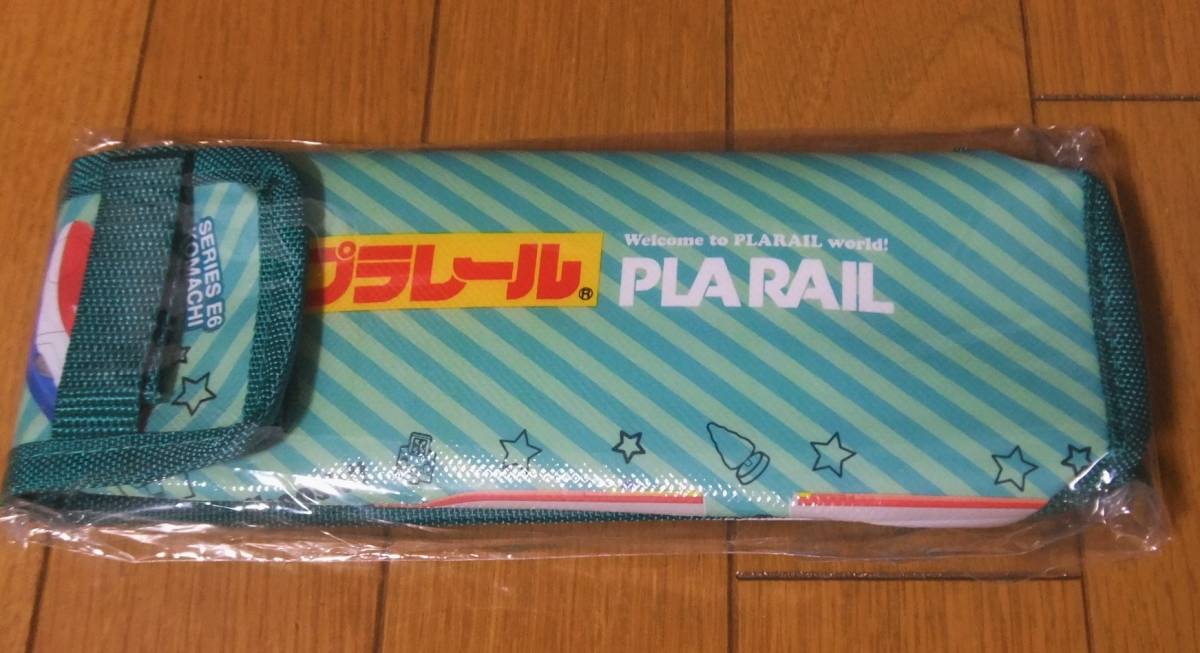 SERIES E6
KOMACHI
プラレール®
Welcome to PLARAIL world!
PLARAIL